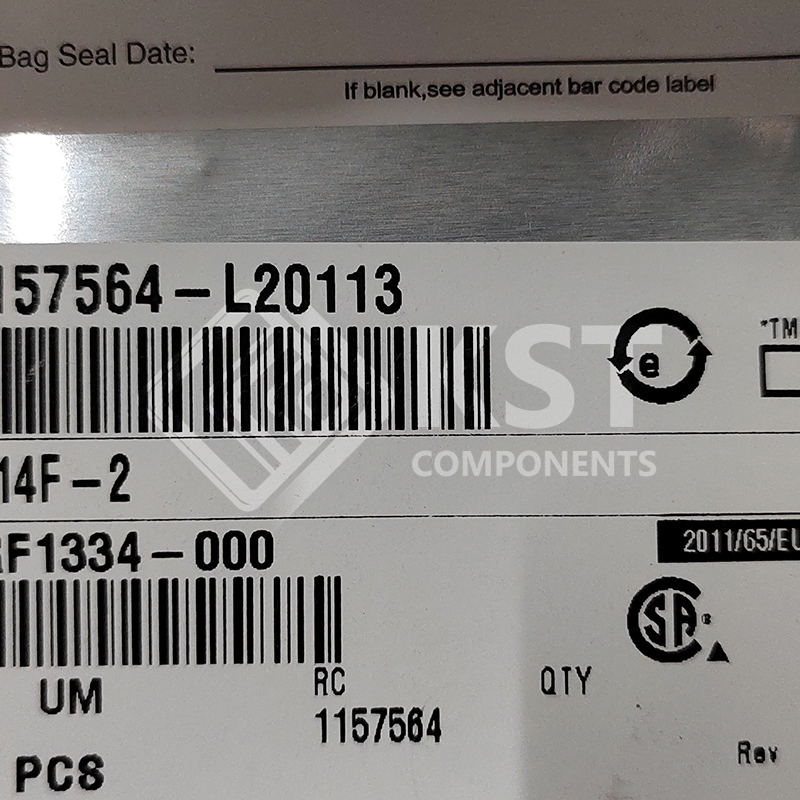 Bag Seal Date:
If blank,see adjacent bar code label
157564-L20113
e
*TM
KST
COMPONENTS
14F-2
F1334-000
2011/65/EU
SA®
UM
RC
QTY
1157564
Rev
PCS